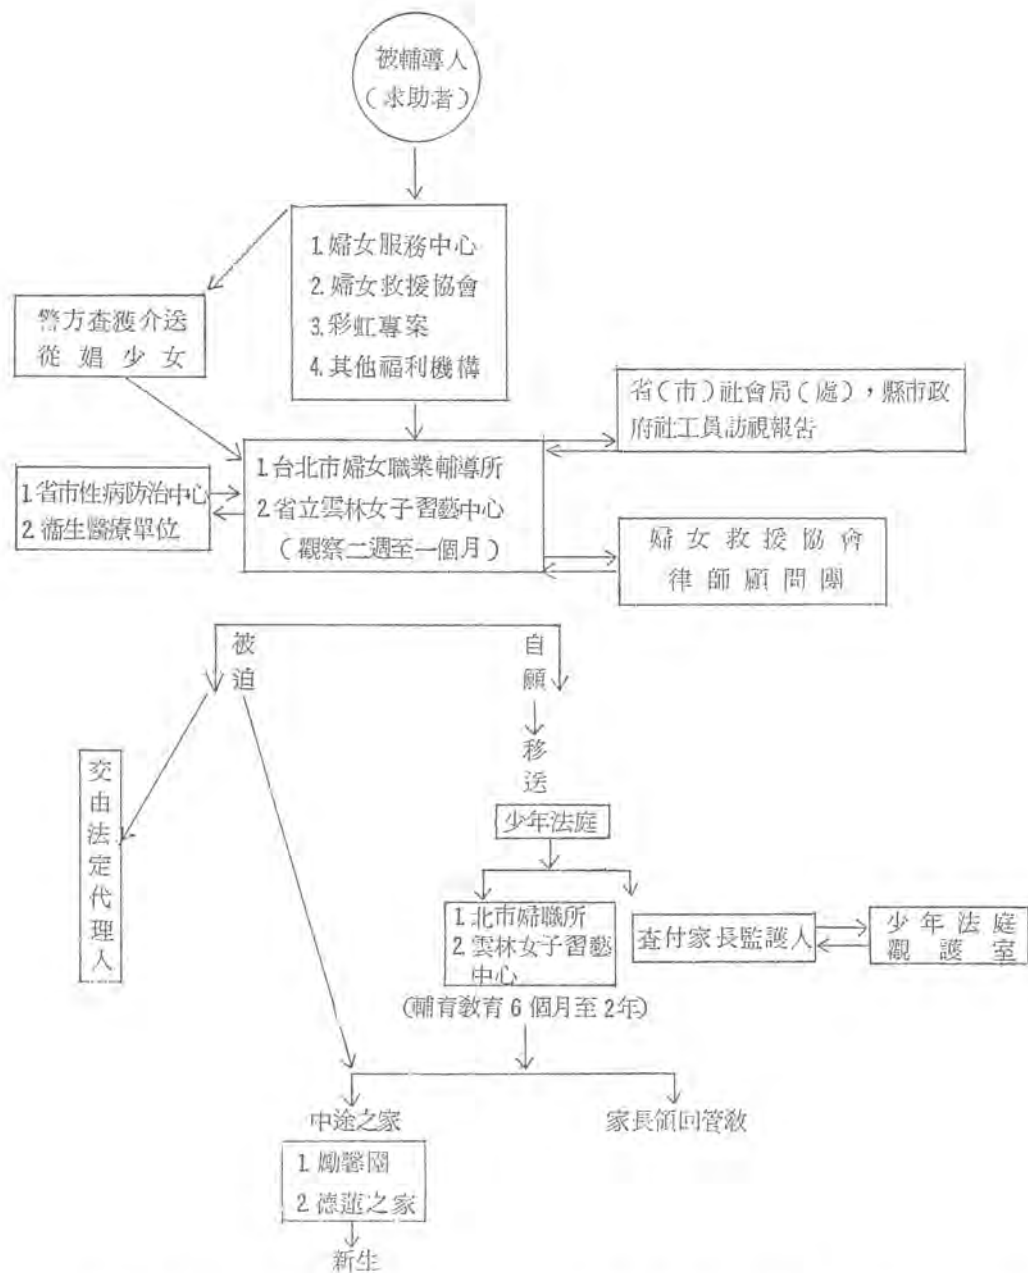 被輔導人
(求助者)
1.婦女服務中心
2.婦女救援協會
3.彩虹專案
4.其他福利機構
警方查獲介送
從娼少女
省(市)社會局(處),縣市政
府社工員訪視報告
1.台北市婦女職業輔導所
2.省立雲林女子習藝中心
(觀察二週至一個月)
1.省市性病防治中心
2.衞生醫療單位
婦女救援協會
律師顧問團
被迫
自願
移送
交由法定代理人
少年法庭
1.北市婦職所
2.雲林女子習藝
中心
(輔育教育6個月至2年)
查付家長監護人
少年法庭
觀護室
中途之家
家長領回管教
1.勵馨園
2.德蓮之家
新生